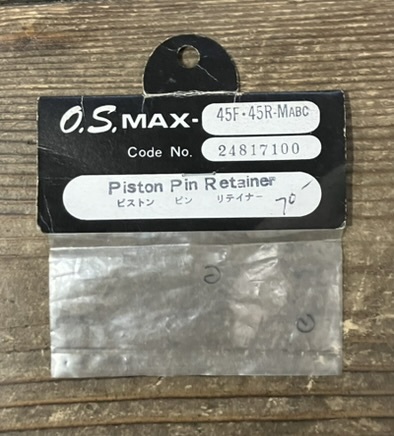 O.S. MAX- 45F・45R-MABC
Code No. 24817100
Piston Pin Retainer
ピストン ピン リテイナー 70